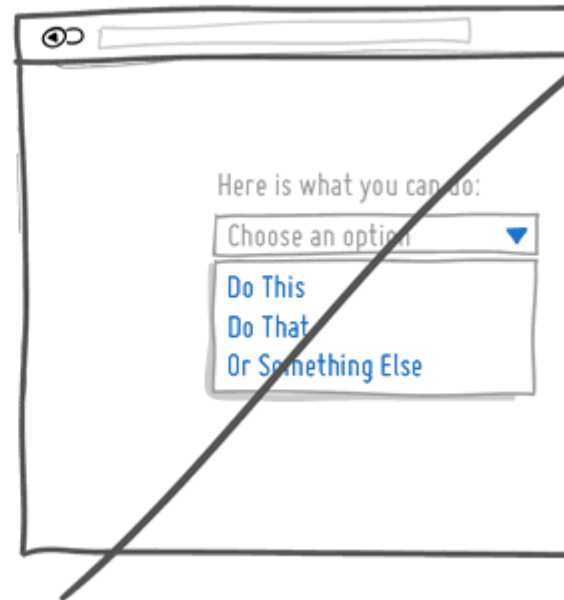 Here is what you can do:
Choose an option
Do This
Do That
Or Something Else